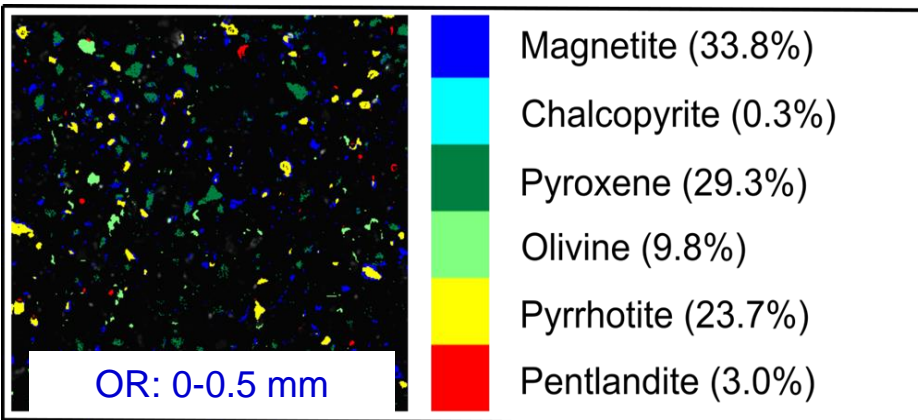 Magnetite (33.8%)
Chalcopyrite (0.3%)
Pyroxene (29.3%)
Olivine (9.8%)
Pyrrhotite (23.7%)
Pentlandite (3.0%)
OR: 0-0.5 mm